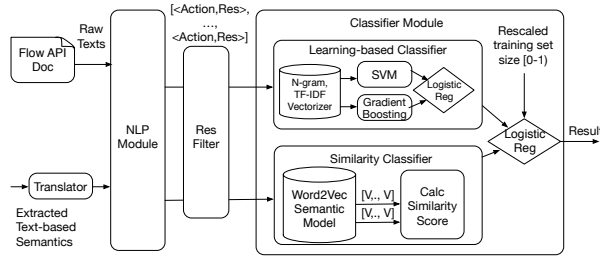 Raw
Texts
Flow API
Doc
Translator
Extracted
Text-based
Semantics
NLP
Module
[<Action,Res>,
...,
<Action,Res>]
Res
Filter
Classifier Module
Learning-based Classifier
N-gram,
TF-IDF
Vectorizer
SVM
Gradient
Boosting
Logistic
Reg
Similarity Classifier
Word2Vec
Semantic
Model
[V,., V]
[V,., V]
Calc
Similarity
Score
Rescaled
training set
size [0-1)
Logistic
Reg
Result